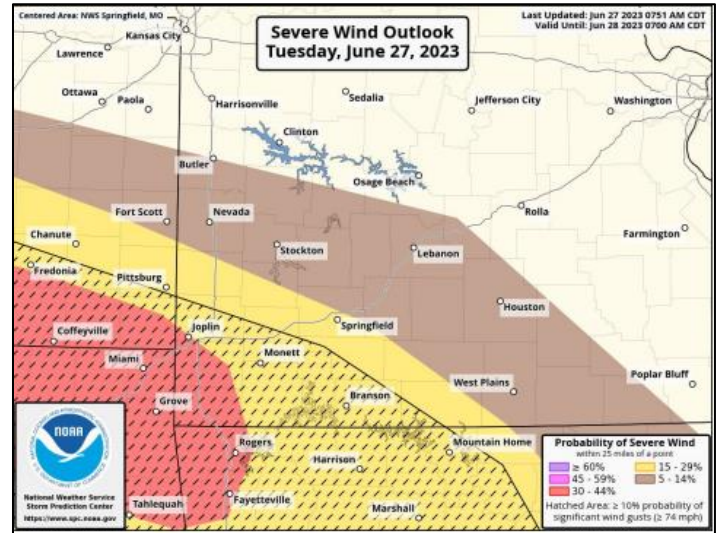 Centered Area: NWS Springfield, MO
Severe Wind Outlook
Tuesday, June 27, 2023
Last Updated: Jun 27 2023 0751 AM CDT
Valid Until: Jun 28 2023 0700 AM CDT
Kansas City
Lawrence
Ottawa
Paola
Harrisonville
Sedalia
Jefferson City
Washington
Clinton
Butler
Osage Beach
Fort Scott
Nevada
Rolla
Chanute
Stockton
Lebanon
Farmington
Fredonia
Pittsburg
Houston
Coffeyville
Joplin
Springfield
Miami
Monett
West Plains
Poplar Bluff
Grove
Branson
Rogers
Harrison
Mountain Home
Tahlequah
Fayetteville
Marshall
NOAA
National Weather Service
Storm Prediction Center
https://www.spc.noaa.gov
Probability of Severe Wind
within 25 miles of a point
≥ 60%
15 - 29%
45 - 59%
5 - 14%
30 - 44%
Hatched Area: ≥ 10% probability of
significant wind gusts (≥ 74 mph)